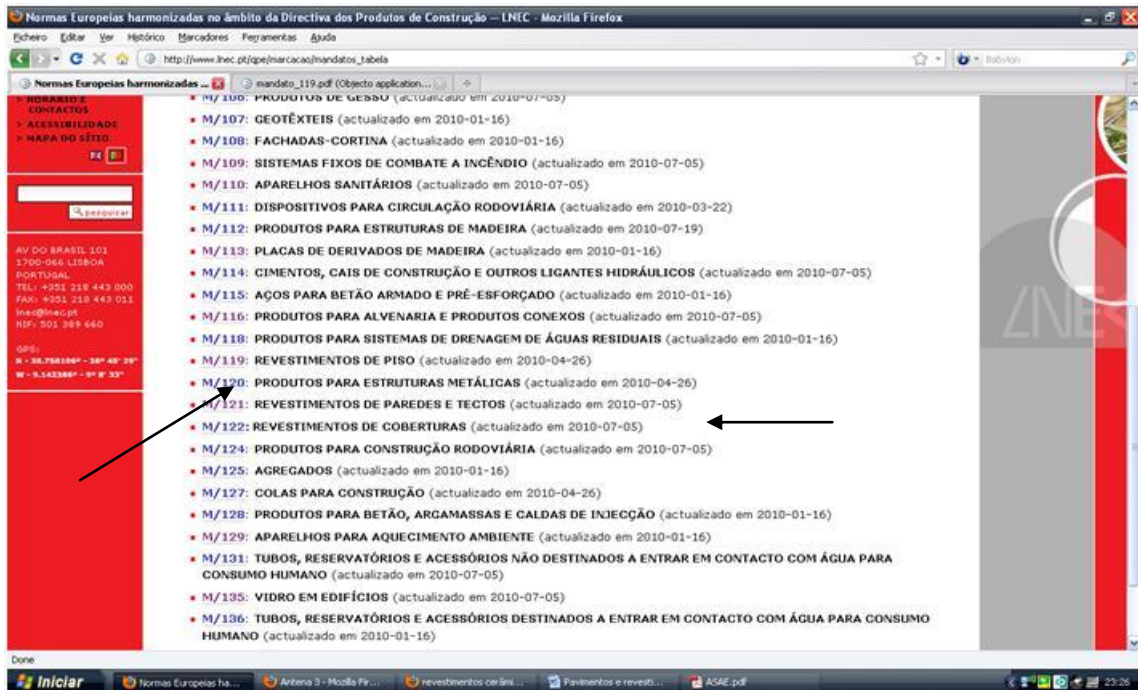 Normas Europeias harmonizadas no âmbito da Directiva dos Produtos de Construção — LNEC - Mozilla Firefox
Ficheiro Editar Ver Histórico Marcadores Ferramentas Ajuda
http://www.lnec.pt/qpe/marcacao/mandatos_tabela
Babylon
Normas Europeias harmonizadas ...
mandato_119.pdf (Objecto application...
> HORÁRIO E CONTACTOS
> ACESSIBILIDADE
> MAPA DO SÍTIO
pesquisar
AV DO BRASIL 101
1700-066 LISBOA
PORTUGAL
TEL: +351 218 443 000
FAX: +351 218 443 011
lnec@lnec.pt
NIF: 501 389 660
GPS:
M/106: PRODUTOS DE GESSO (actualizado em 2010-07-05)
M/107: GEOTÊXTEIS (actualizado em 2010-01-16)
M/108: FACHADAS-CORTINA (actualizado em 2010-01-16)
M/109: SISTEMAS FIXOS DE COMBATE A INCÊNDIO (actualizado em 2010-07-05)
M/110: APARELHOS SANITÁRIOS (actualizado em 2010-07-05)
M/111: DISPOSITIVOS PARA CIRCULAÇÃO RODOVIÁRIA (actualizado em 2010-03-22)
M/112: PRODUTOS PARA ESTRUTURAS DE MADEIRA (actualizado em 2010-07-19)
M/113: PLACAS DE DERIVADOS DE MADEIRA (actualizado em 2010-01-16)
M/114: CIMENTOS, CAIS DE CONSTRUÇÃO E OUTROS LIGANTES HIDRÁULICOS (actualizado em 2010-07-05)
M/115: AÇOS PARA BETÃO ARMADO E PRÉ-ESFORÇADO (actualizado em 2010-01-16)
M/116: PRODUTOS PARA ALVENARIA E PRODUTOS CONEXOS (actualizado em 2010-07-05)
M/118: PRODUTOS PARA SISTEMAS DE DRENAGEM DE ÁGUAS RESIDUAIS (actualizado em 2010-01-16)
M/119: REVESTIMENTOS DE PISO (actualizado em 2010-04-26)
M/120: PRODUTOS PARA ESTRUTURAS METÁLICAS (actualizado em 2010-04-26)
M/121: REVESTIMENTOS DE PAREDES E TECTOS (actualizado em 2010-07-05)
M/122: REVESTIMENTOS DE COBERTURAS (actualizado em 2010-07-05)
M/124: PRODUTOS PARA CONSTRUÇÃO RODOVIÁRIA (actualizado em 2010-07-05)
M/125: AGREGADOS (actualizado em 2010-01-16)
M/127: COLAS PARA CONSTRUÇÃO (actualizado em 2010-04-26)
M/128: PRODUTOS PARA BETÃO, ARGAMASSAS E CALDAS DE INJECÇÃO (actualizado em 2010-01-16)
M/129: APARELHOS PARA AQUECIMENTO AMBIENTE (actualizado em 2010-01-16)
M/131: TUBOS, RESERVATÓRIOS E ACESSÓRIOS NÃO DESTINADOS A ENTRAR EM CONTACTO COM ÁGUA PARA
CONSUMO HUMANO (actualizado em 2010-07-05)
M/135: VIDRO EM EDIFÍCIOS (actualizado em 2010-07-05)
M/136: TUBOS, RESERVATÓRIOS E ACESSÓRIOS DESTINADOS A ENTRAR EM CONTACTO COM ÁGUA PARA CONSUMO
HUMANO (actualizado em 2010-01-16)
LNEC
Done
Iniciar
Normas Europeias ha...
Antena 3 - Mozilla Fir...
revestimentos cerâmi...
Pavimentos e revesti...
ASAE.pdf
23:26